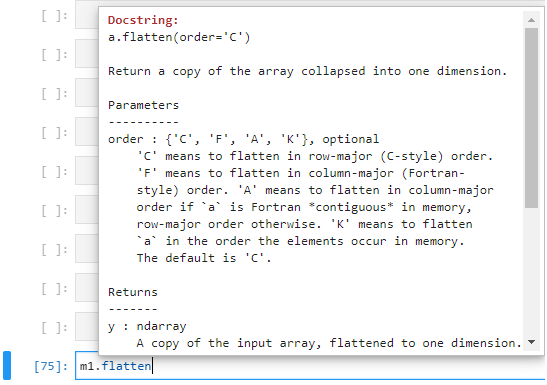 [ ]:
[ ]:
[ ]:
[ ]:
[ ]:
[ ]:
[ ]:
[ ]:
[ ]:
Docstring:
a.flatten(order='C')
Return a copy of the array collapsed into one dimension.
Parameters
----------
order : {'C', 'F', 'A', 'K'}, optional
'C' means to flatten in row-major (C-style) order.
'F' means to flatten in column-major (Fortran-
style) order. 'A' means to flatten in column-major
order if `a` is Fortran *contiguous* in memory,
row-major order otherwise. 'K' means to flatten
`a` in the order the elements occur in memory.
The default is 'C'.
Returns
-------
y : ndarray
A copy of the input array, flattened to one dimension.
[75]: m1.flatten